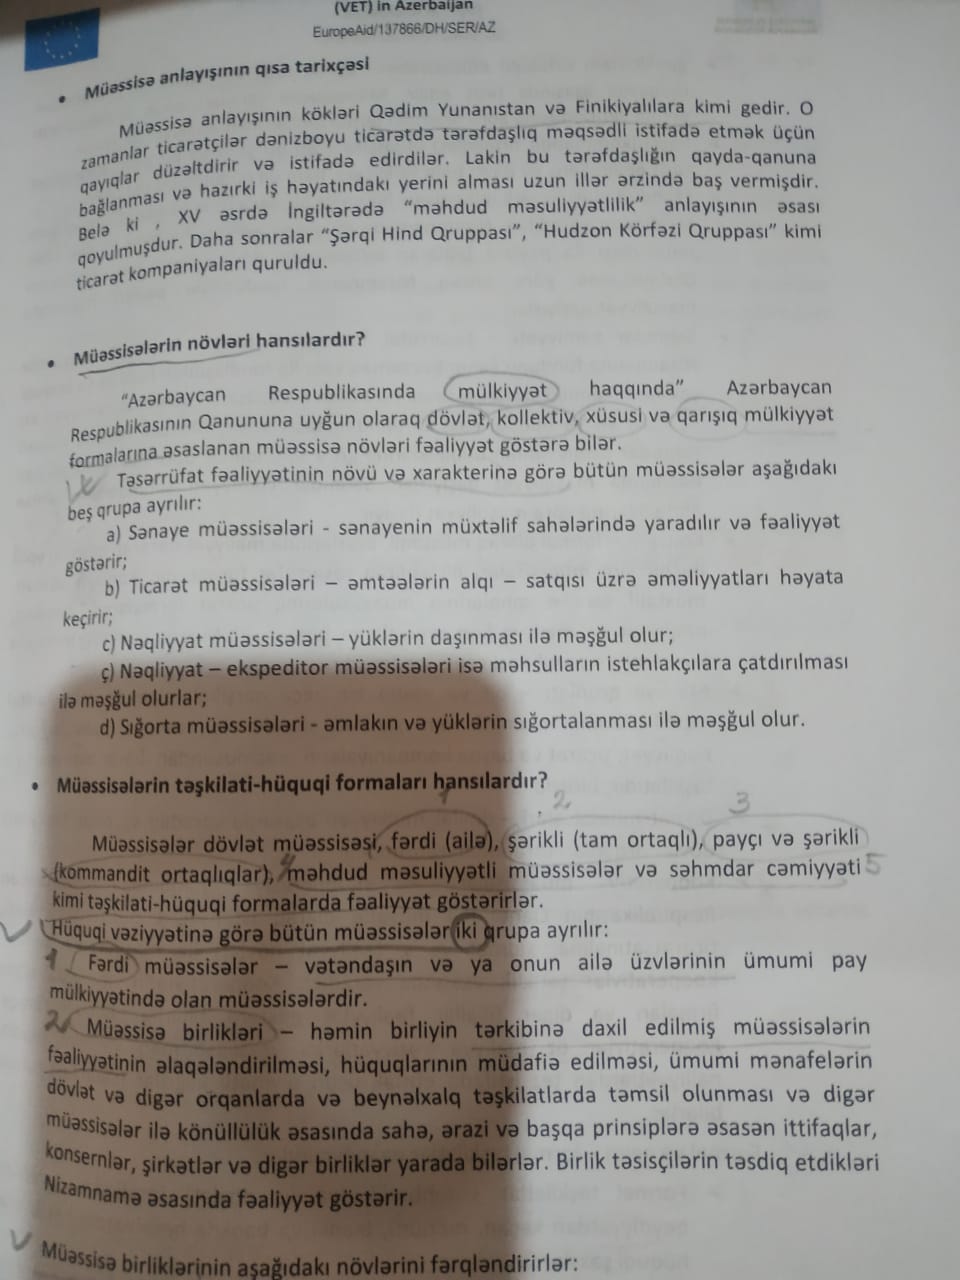 (VET) in Azerbaijan
EuropeAid/137866/DH/SER/AZ
• Müəssisə anlayışının qısa tarixçəsi
Müəssisə anlayışının kökləri Qədim Yunanıstan və Finikiyalılara kimi gedir. O
zamanlar ticarətçilər dənizboyu ticarətdə tərəfdaşlıq məqsədli istifadə etmək üçün
qayıqlar düzəltdirir və istifadə edirdilər. Lakin bu tərəfdaşlığın qayda-qanuna
bağlanması və hazırki iş həyatındakı yerini alması uzun illər ərzində baş vermişdir.
Belə ki , XV əsrdə İngiltərədə “məhdud məsuliyyətlilik” anlayışının əsası
qoyulmuşdur. Daha sonralar “Şərqi Hind Qruppası”, “Hudzon Körfəzi Qruppası” kimi
ticarət kompaniyaları quruldu.
• Müəssisələrin növləri hansılardır?
“Azərbaycan Respublikasında mülkiyyət haqqında” Azərbaycan
Respublikasının Qanununa uyğun olaraq dövlət, kollektiv, xüsusi və qarışıq mülkiyyət
formalarına əsaslanan müəssisə növləri fəaliyyət göstərə bilər.
Təsərrüfat fəaliyyətinin növü və xarakterinə görə bütün müəssisələr aşağıdakı
beş qrupa ayrılır:
a) Sənaye müəssisələri - sənayenin müxtəlif sahələrində yaradılır və fəaliyyət
göstərir;
b) Ticarət müəssisələri – əmtəələrin alqı – satqısı üzrə əməliyyatları həyata
keçirir;
c) Nəqliyyat müəssisələri – yüklərin daşınması ilə məşğul olur;
ç) Nəqliyyat – ekspeditor müəssisələri isə məhsulların istehlakçılara çatdırılması
ilə məşğul olurlar;
d) Sığorta müəssisələri - əmlakın və yüklərin sığortalanması ilə məşğul olur.
• Müəssisələrin təşkilati-hüquqi formaları hansılardır?
1 2 3
Müəssisələr dövlət müəssisəsi, fərdi (ailə), şərikli (tam ortaqlı), payçı və şərikli
(kommandit ortaqlıqlar), 4 məhdud məsuliyyətli müəssisələr və səhmdar cəmiyyəti 5
kimi təşkilati-hüquqi formalarda fəaliyyət göstərirlər.
Hüquqi vəziyyətinə görə bütün müəssisələr iki qrupa ayrılır:
1 Fərdi müəssisələr – vətəndaşın və ya onun ailə üzvlərinin ümumi pay
mülkiyyətində olan müəssisələrdir.
2 Müəssisə birlikləri – həmin birliyin tərkibinə daxil edilmiş müəssisələrin
fəaliyyətinin əlaqələndirilməsi, hüquqlarının müdafiə edilməsi, ümumi mənafelərin
dövlət və digər orqanlarda və beynəlxalq təşkilatlarda təmsil olunması və digər
müəssisələr ilə könüllülük əsasında sahə, ərazi və başqa prinsiplərə əsasən ittifaqlar,
konsernlər, şirkətlər və digər birliklər yarada bilərlər. Birlik təsisçilərin təsdiq etdikləri
Nizamnamə əsasında fəaliyyət göstərir.
Müəssisə birliklərinin aşağıdakı növlərini fərqləndirirlər: